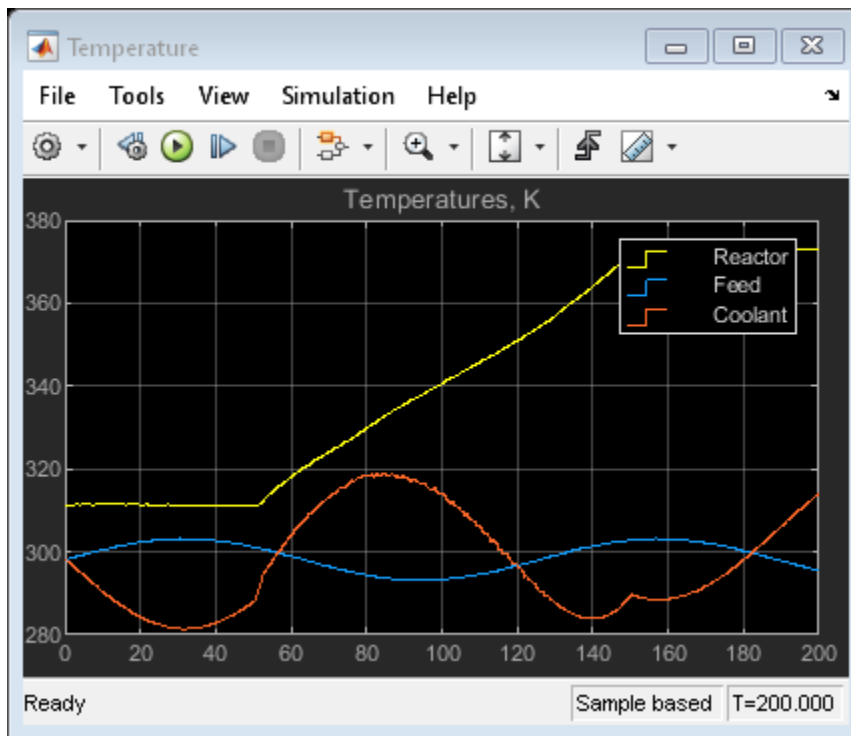 Temperature
File Tools View Simulation Help
Temperatures, K
380
360
340
320
300
280
0 20 40 60 80 100 120 140 160 180 200
Reactor
Feed
Coolant
Ready Sample based T=200.000